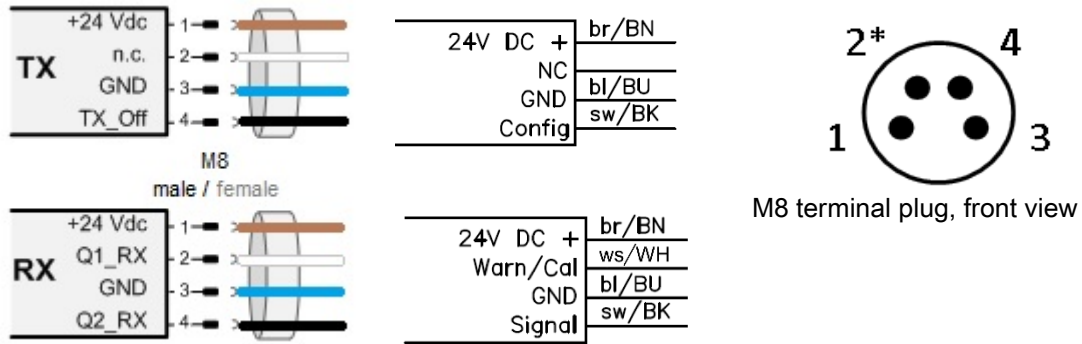 TX
+24 Vdc 1
n.c. 2
GND 3
TX_Off 4
M8
male / female
RX
+24 Vdc 1
Q1_RX 2
GND 3
Q2_RX 4
24V DC + br/BN
NC
GND bl/BU
Config sw/BK
24V DC + br/BN
Warn/Cal ws/WH
GND bl/BU
Signal sw/BK
2* 4
1 3
M8 terminal plug, front view